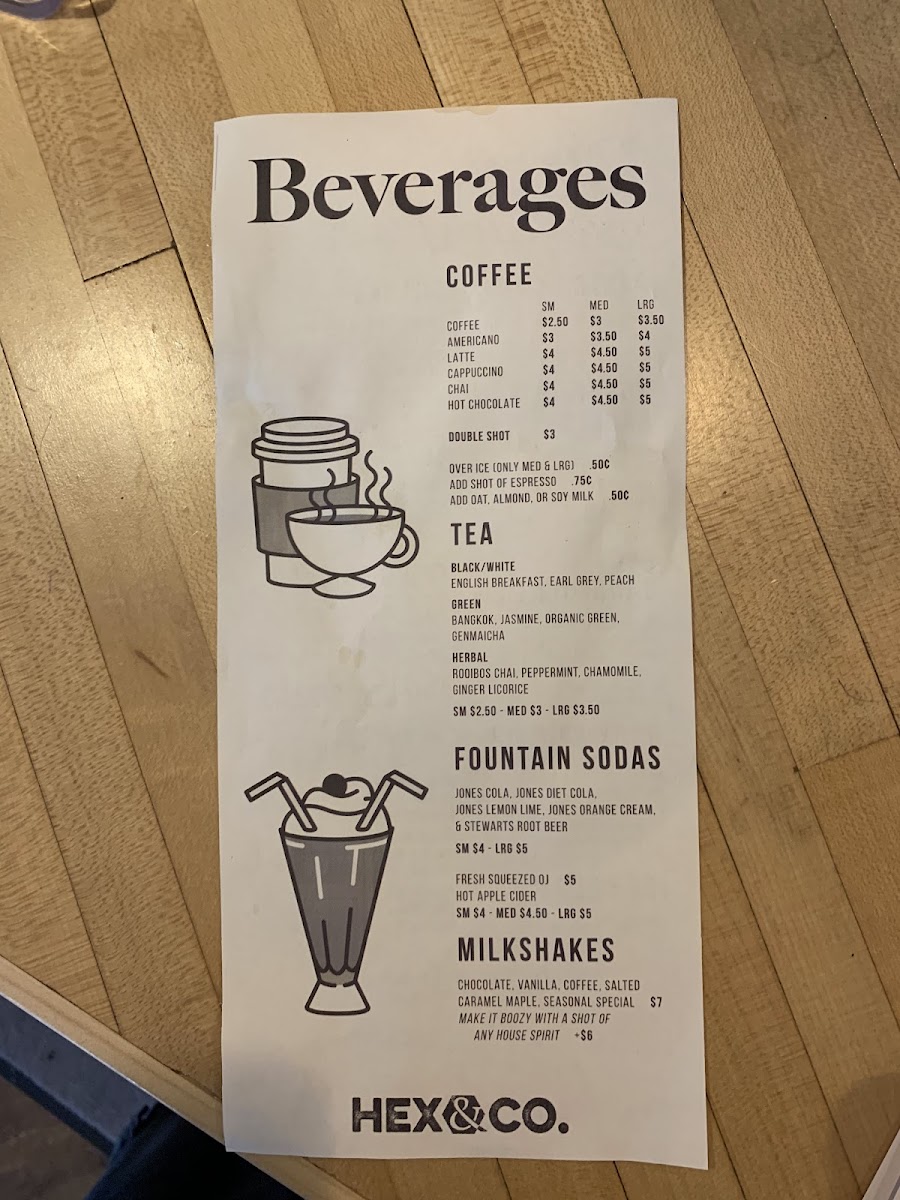 Beverages
COFFEE
SM MED LRG
COFFEE $2.50 $3 $3.50
AMERICANO $3 $3.50 $4
LATTE $4 $4.50 $5
CAPPUCCINO $4 $4.50 $5
CHAI $4 $4.50 $5
HOT CHOCOLATE $4 $4.50 $5
DOUBLE SHOT $3
OVER ICE (ONLY MED & LRG) .50¢
ADD SHOT OF ESPRESSO .75¢
ADD OAT, ALMOND, OR SOY MILK .50¢
TEA
BLACK/WHITE
ENGLISH BREAKFAST, EARL GREY, PEACH
GREEN
BANGKOK, JASMINE, ORGANIC GREEN,
GENMAICHA
HERBAL
ROOIBOS CHAI, PEPPERMINT, CHAMOMILE,
GINGER LICORICE
SM $2.50 - MED $3 - LRG $3.50
FOUNTAIN SODAS
JONES COLA, JONES DIET COLA,
JONES LEMON LIME, JONES ORANGE CREAM,
& STEWARTS ROOT BEER
SM $4 - LRG $5
FRESH SQUEEZED OJ $5
HOT APPLE CIDER
SM $4 - MED $4.50 - LRG $5
MILKSHAKES
CHOCOLATE, VANILLA, COFFEE, SALTED
CARAMEL MAPLE, SEASONAL SPECIAL $7
MAKE IT BOOZY WITH A SHOT OF
ANY HOUSE SPIRIT +$6
HEX&CO.